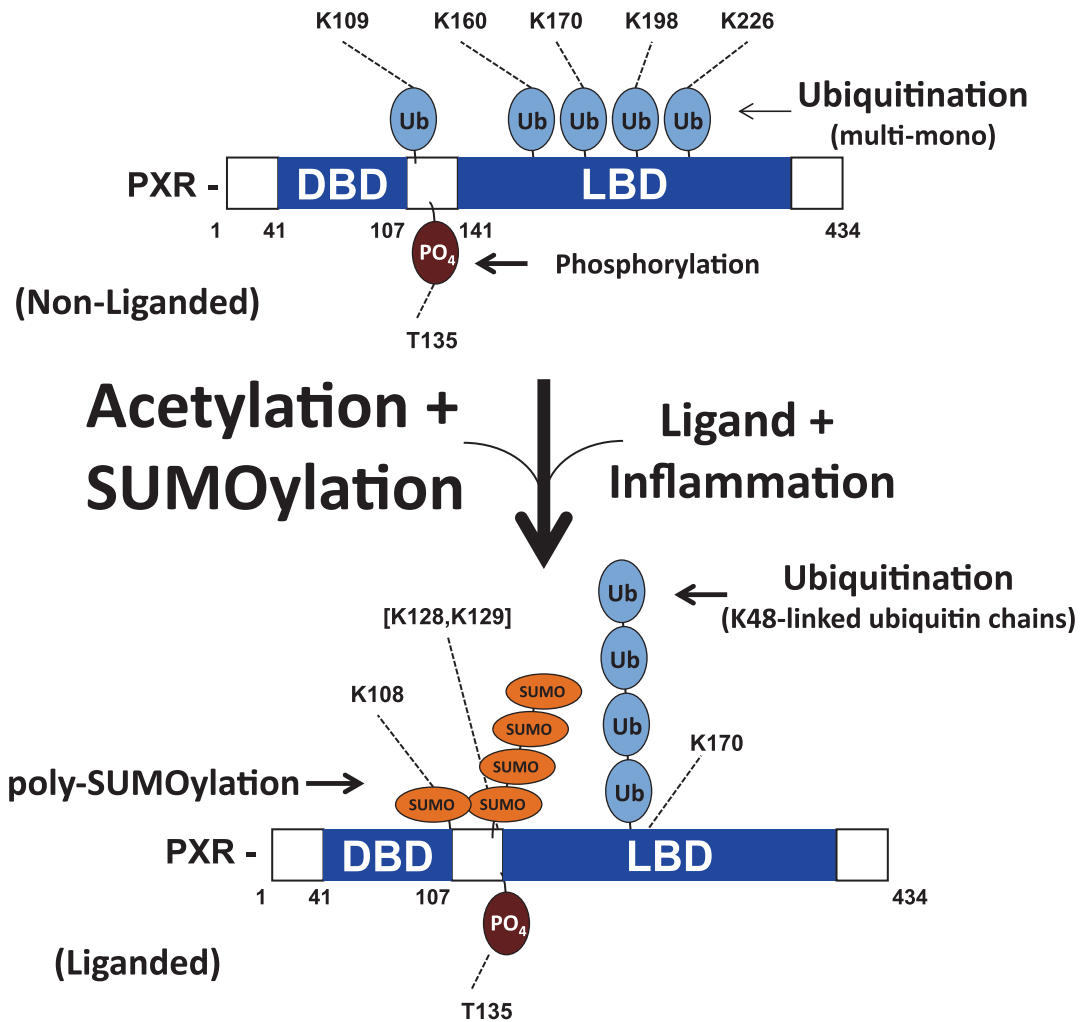 K109 K160 K170 K198 K226
Ub Ub Ub Ub Ub
Ubiquitination
(multi-mono)
PXR - DBD LBD
1 41 107 141 434
PO4
Phosphorylation
(Non-Liganded)
T135
Acetylation +
SUMOylation
Ligand +
Inflammation
Ub
Ubiquitination
(K48-linked ubiquitin chains)
[K128,K129]
Ub
K108
SUMO
SUMO
Ub
K170
SUMO
poly-SUMOylation
Ub
SUMO SUMO
PXR - DBD LBD
1 41 107 434
PO4
(Liganded)
T135